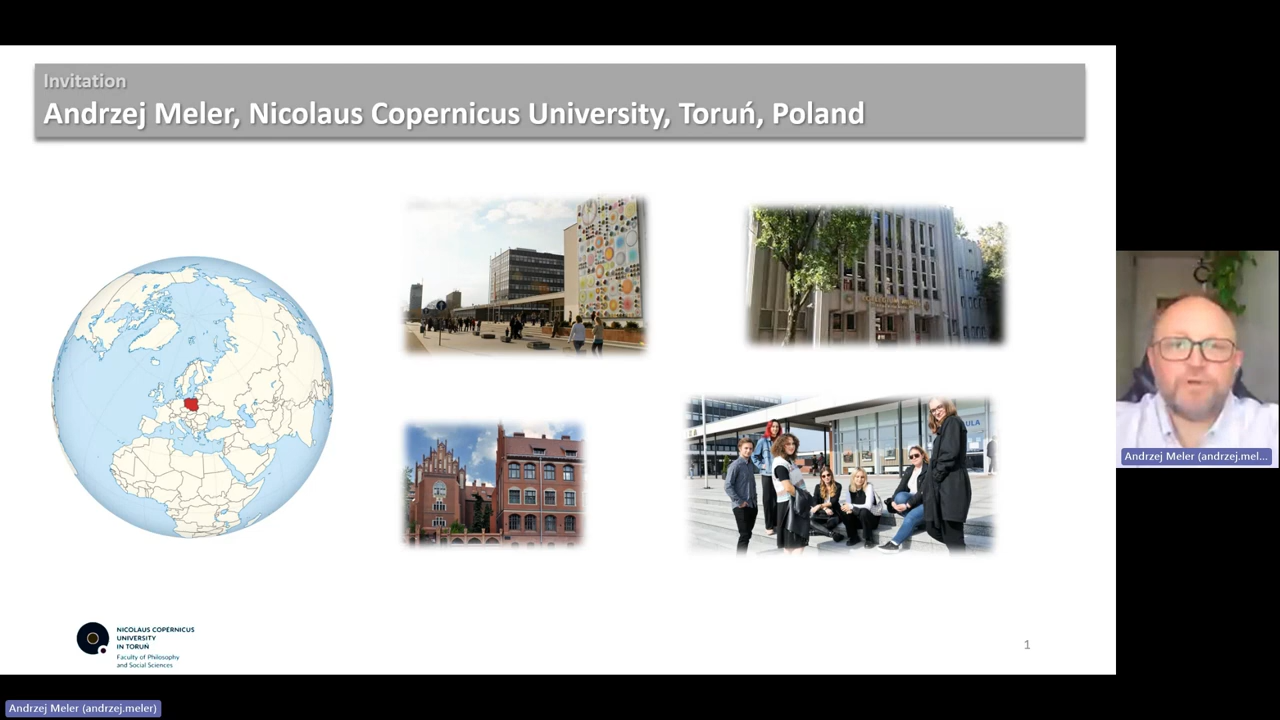 Invitation
Andrzej Meler, Nicolaus Copernicus University, Toruń, Poland
NICOLAUS COPERNICUS
UNIVERSITY
IN TORUŃ
Faculty of Philosophy
and Social Sciences
1
Andrzej Meler (andrzej.mel...
Andrzej Meler (andrzej.meler)